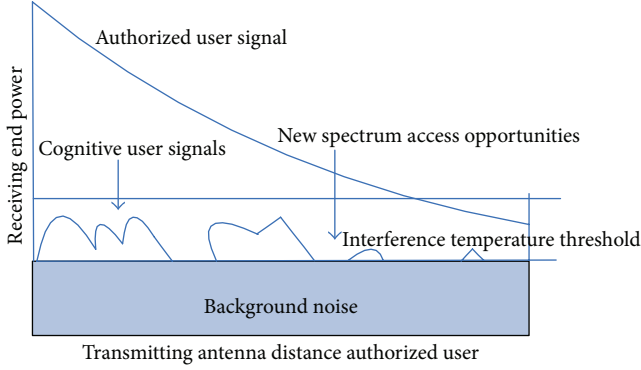 Authorized user signal
Receiving end power
New spectrum access opportunities
Cognitive user signals
Interference temperature threshold
Background noise
Transmitting antenna distance authorized user